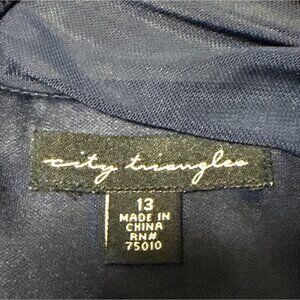 city triangles
13
MADE IN
CHINA
RN#
75010